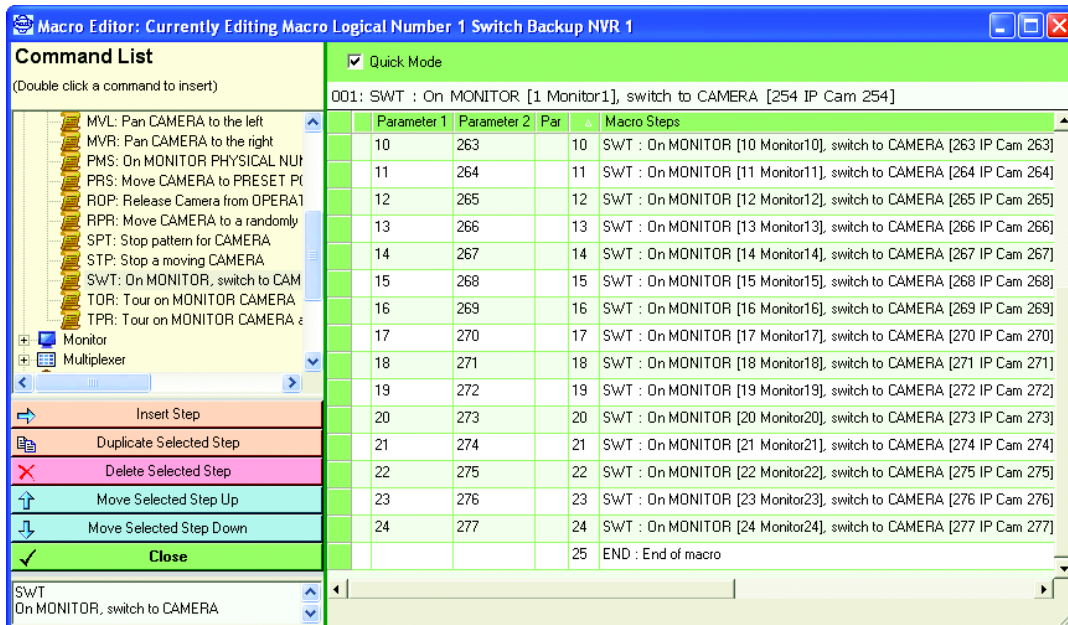 Macro Editor: Currently Editing Macro Logical Number 1 Switch Backup NVR 1
Command List
(Double click a command to insert)
MVL: Pan CAMERA to the left
MVR: Pan CAMERA to the right
PMS: On MONITOR PHYSICAL
PRS: Move CAMERA to PRESET
ROP: Release Camera from
RPR: Move CAMERA to a randomly
SPT: Stop pattern for CAMERA
STP: Stop a moving CAMERA
SWT: On MONITOR, switch to CAM
TOR: Tour on MONITOR CAMERA
TPR: Tour on MONITOR CAMERA
Monitor
Multiplexer
Insert Step
Duplicate Selected Step
Delete Selected Step
Move Selected Step Up
Move Selected Step Down
Close
SWT
On MONITOR, switch to CAMERA
Quick Mode
001: SWT : On MONITOR [1 Monitor1], switch to CAMERA [254 IP Cam 254]
Parameter 1 Parameter 2 Par Macro Steps
10 263 10 SWT : On MONITOR [10 Monitor10], switch to CAMERA [263 IP Cam 263]
11 264 11 SWT : On MONITOR [11 Monitor11], switch to CAMERA [264 IP Cam 264]
12 265 12 SWT : On MONITOR [12 Monitor12], switch to CAMERA [265 IP Cam 265]
13 266 13 SWT : On MONITOR [13 Monitor13], switch to CAMERA [266 IP Cam 266]
14 267 14 SWT : On MONITOR [14 Monitor14], switch to CAMERA [267 IP Cam 267]
15 268 15 SWT : On MONITOR [15 Monitor15], switch to CAMERA [268 IP Cam 268]
16 269 16 SWT : On MONITOR [16 Monitor16], switch to CAMERA [269 IP Cam 269]
17 270 17 SWT : On MONITOR [17 Monitor17], switch to CAMERA [270 IP Cam 270]
18 271 18 SWT : On MONITOR [18 Monitor18], switch to CAMERA [271 IP Cam 271]
19 272 19 SWT : On MONITOR [19 Monitor19], switch to CAMERA [272 IP Cam 272]
20 273 20 SWT : On MONITOR [20 Monitor20], switch to CAMERA [273 IP Cam 273]
21 274 21 SWT : On MONITOR [21 Monitor21], switch to CAMERA [274 IP Cam 274]
22 275 22 SWT : On MONITOR [22 Monitor22], switch to CAMERA [275 IP Cam 275]
23 276 23 SWT : On MONITOR [23 Monitor23], switch to CAMERA [276 IP Cam 276]
24 277 24 SWT : On MONITOR [24 Monitor24], switch to CAMERA [277 IP Cam 277]
25 END : End of macro